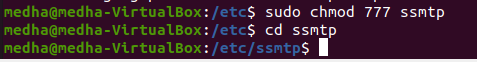 medha@medha-VirtualBox:/etc$ sudo chmod 777 ssmtp
medha@medha-VirtualBox:/etc$ cd ssmtp
medha@medha-VirtualBox:/etc/ssmtp$